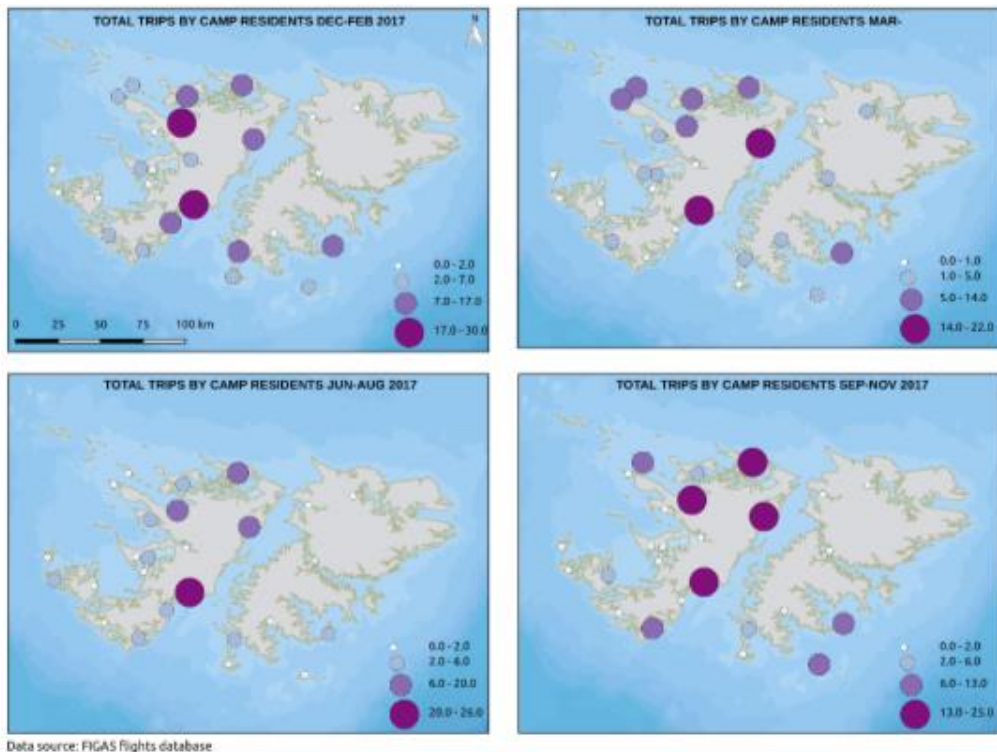 TOTAL TRIPS BY CAMP RESIDENTS DEC-FEB 2017
N
0.0 - 2.0
2.0 - 7.0
7.0 - 17.0
17.0 - 30.0
0 25 50 75 100 km
TOTAL TRIPS BY CAMP RESIDENTS MAR-
0.0 - 1.0
1.0 - 5.0
5.0 - 14.0
14.0 - 22.0
TOTAL TRIPS BY CAMP RESIDENTS JUN-AUG 2017
0.0 - 2.0
2.0 - 6.0
6.0 - 20.0
20.0 - 26.0
TOTAL TRIPS BY CAMP RESIDENTS SEP-NOV 2017
0.0 - 2.0
2.0 - 6.0
6.0 - 13.0
13.0 - 25.0
Data source: FIGAS flights database